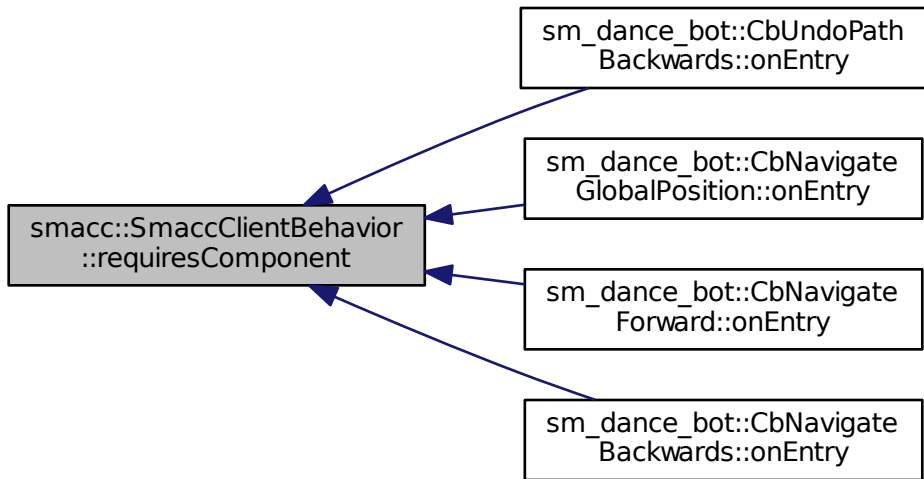 sm_dance_bot::CbUndoPath
Backwards::onEntry
sm_dance_bot::CbNavigate
GlobalPosition::onEntry
smacc::SmaccClientBehavior
::requiresComponent
sm_dance_bot::CbNavigate
Forward::onEntry
sm_dance_bot::CbNavigate
Backwards::onEntry